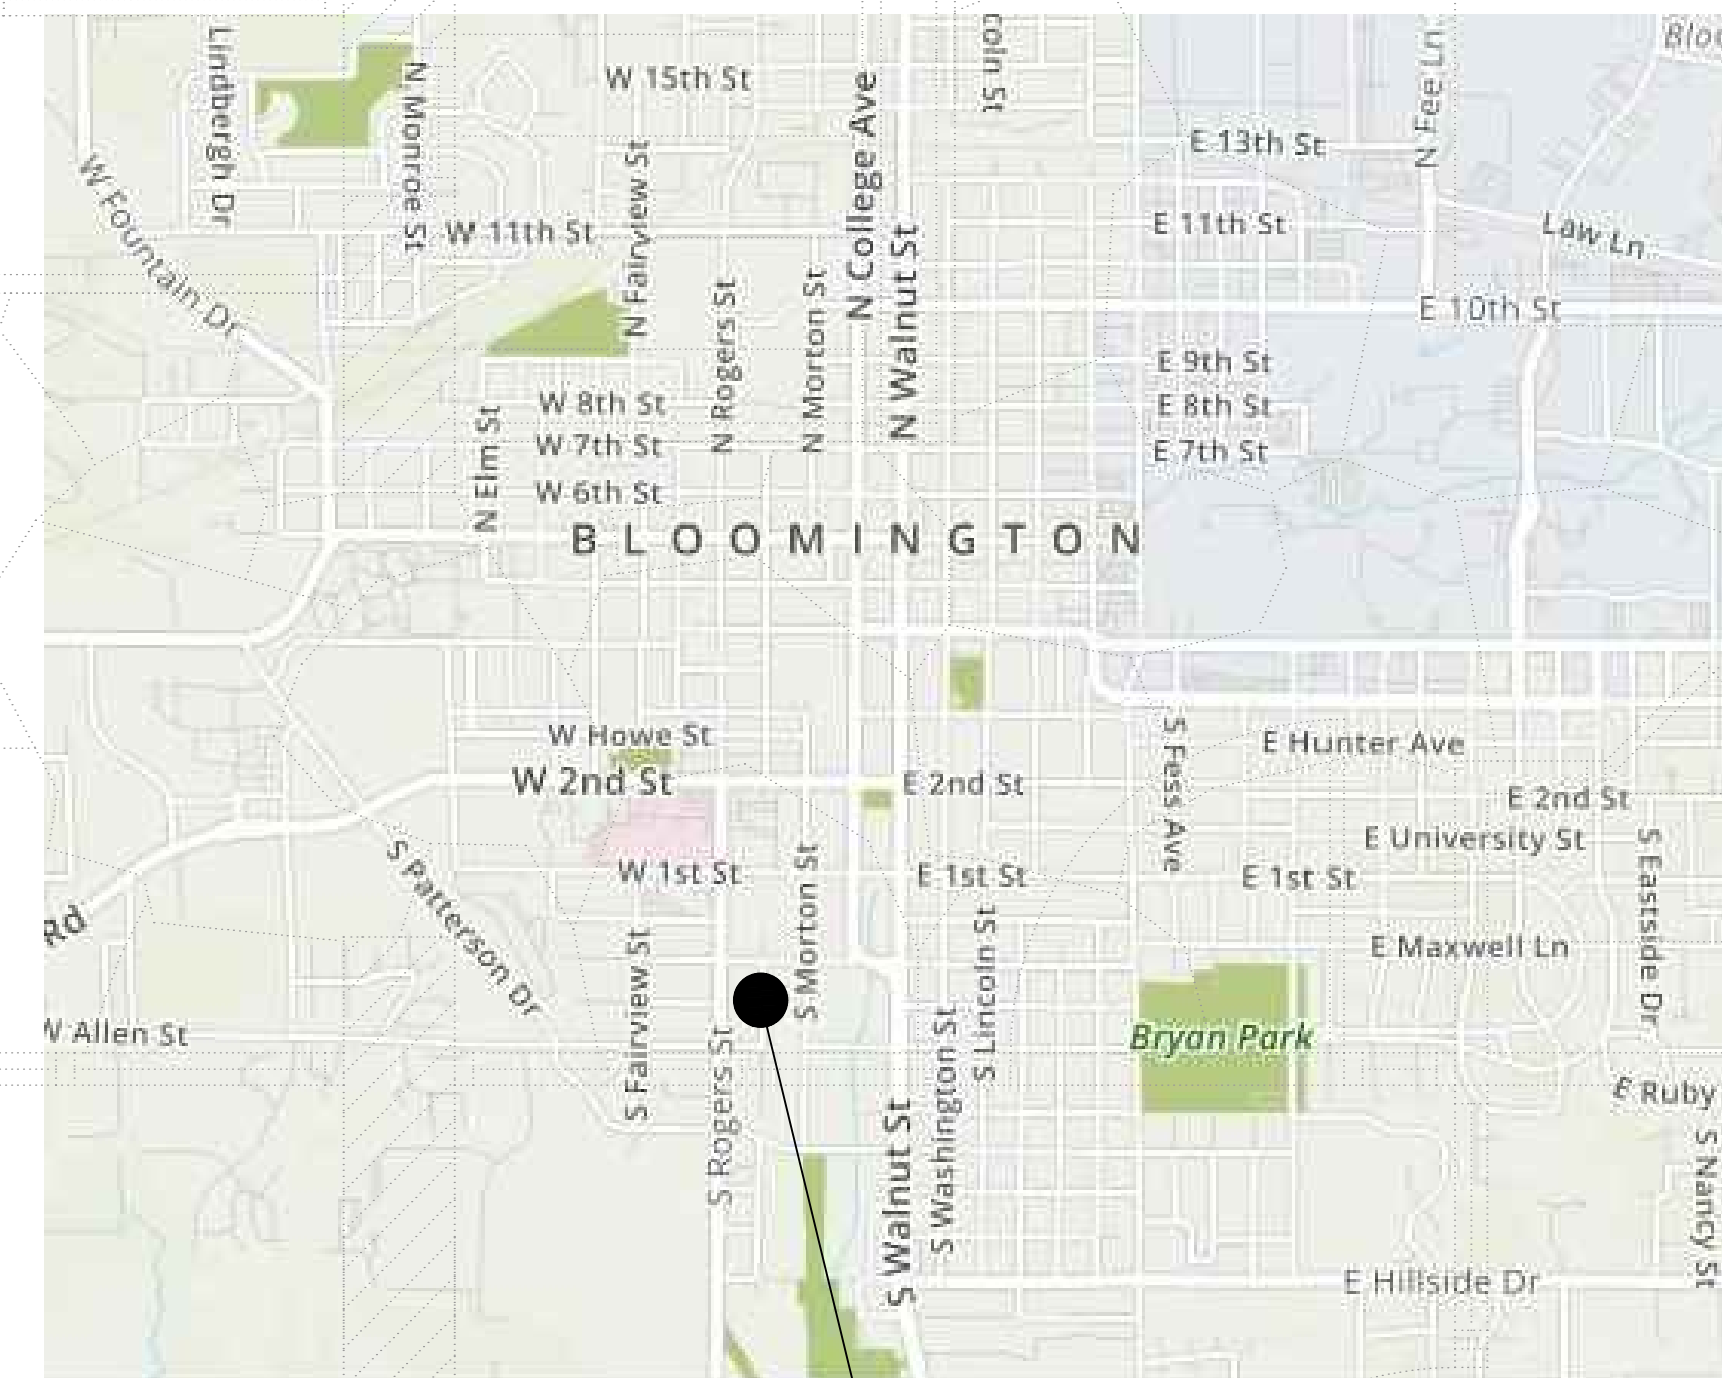 Lindbergh Dr
N Monroe St
W 15th St
N College Ave
N Fee Ln
E 13th St
W Fountain Dr
W 11th St
N Fairview St
N Walnut St
E 11th St
Law Ln
N Rogers St
N Morton St
E 10th St
E 9th St
W 8th St
E 8th St
N Elm St
W 7th St
E 7th St
W 6th St
BLOOMINGTON
W Howe St
S Fess Ave
E Hunter Ave
W 2nd St
E 2nd St
E 2nd St
E University St
S Patterson Dr
W 1st St
S Morton St
E 1st St
E 1st St
S Eastside Dr
Rd
S Fairview St
S Lincoln St
E Maxwell Ln
W Allen St
S Rogers St
S Washington St
Bryan Park
E Ruby
S Walnut St
S Nancy St
E Hillside Dr